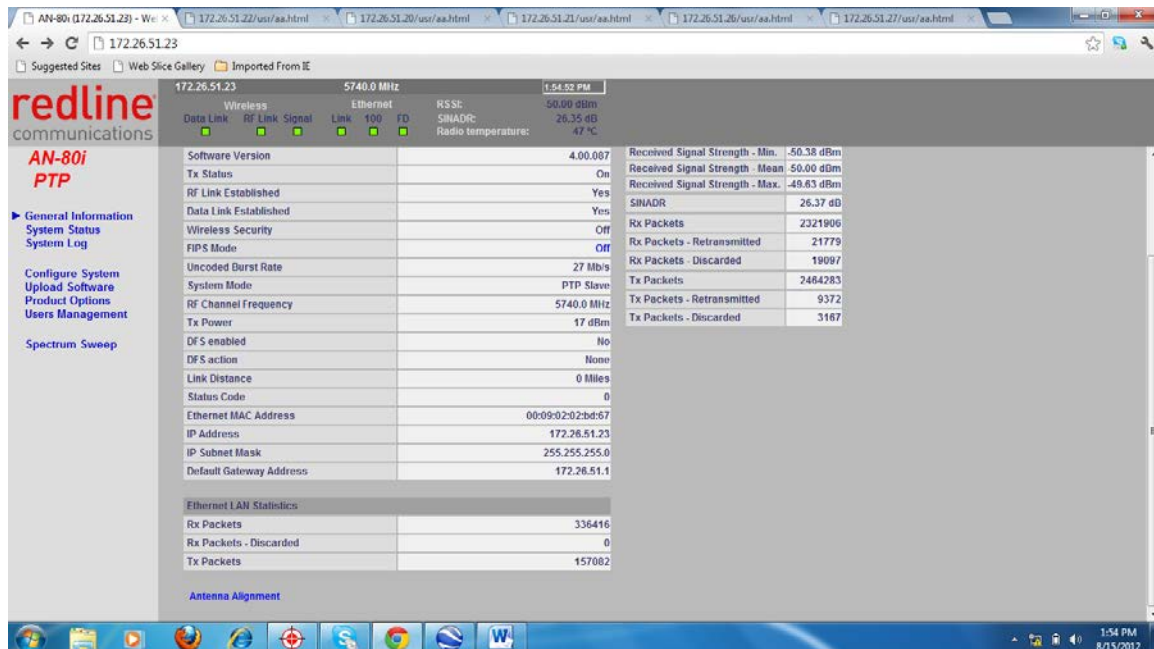 AN-80i (172.26.51.23) - We
172.26.51.22/usr/aa.html
172.26.51.20/usr/aa.html
172.26.51.21/usr/aa.html
172.26.51.26/usr/aa.html
172.26.51.27/usr/aa.html
172.26.51.23
Suggested Sites
Web Slice Gallery
Imported From IE
redline
communications
172.26.51.23 5740.0 MHz 1:54:52 PM
Wireless Ethernet RSSI: -50.00 dBm
Data Link RF Link Signal Link 100 FD SINADR: 26.35 dB
Radio temperature: 47 ºC
AN-80i
PTP
General Information
System Status
System Log
Configure System
Upload Software
Product Options
Users Management
Spectrum Sweep
Software Version 4.00.087
Tx Status On
RF Link Established Yes
Data Link Established Yes
Wireless Security Off
FIPS Mode Off
Uncoded Burst Rate 27 Mb/s
System Mode PTP Slave
RF Channel Frequency 5740.0 MHz
Tx Power 17 dBm
DFS enabled No
DFS action None
Link Distance 0 Miles
Status Code 0
Ethernet MAC Address 00:09:02:02:bd:67
IP Address 172.26.51.23
IP Subnet Mask 255.255.255.0
Default Gateway Address 172.26.51.1
Ethernet LAN Statistics
Rx Packets 336416
Rx Packets - Discarded 0
Tx Packets 157082
Antenna Alignment
Received Signal Strength - Min. -50.38 dBm
Received Signal Strength - Mean -50.00 dBm
Received Signal Strength - Max. -49.63 dBm
SINADR 26.37 dB
Rx Packets 2321906
Rx Packets - Retransmitted 21779
Rx Packets - Discarded 19097
Tx Packets 2464283
Tx Packets - Retransmitted 9372
Tx Packets - Discarded 3167
1:54 PM
8/15/2012